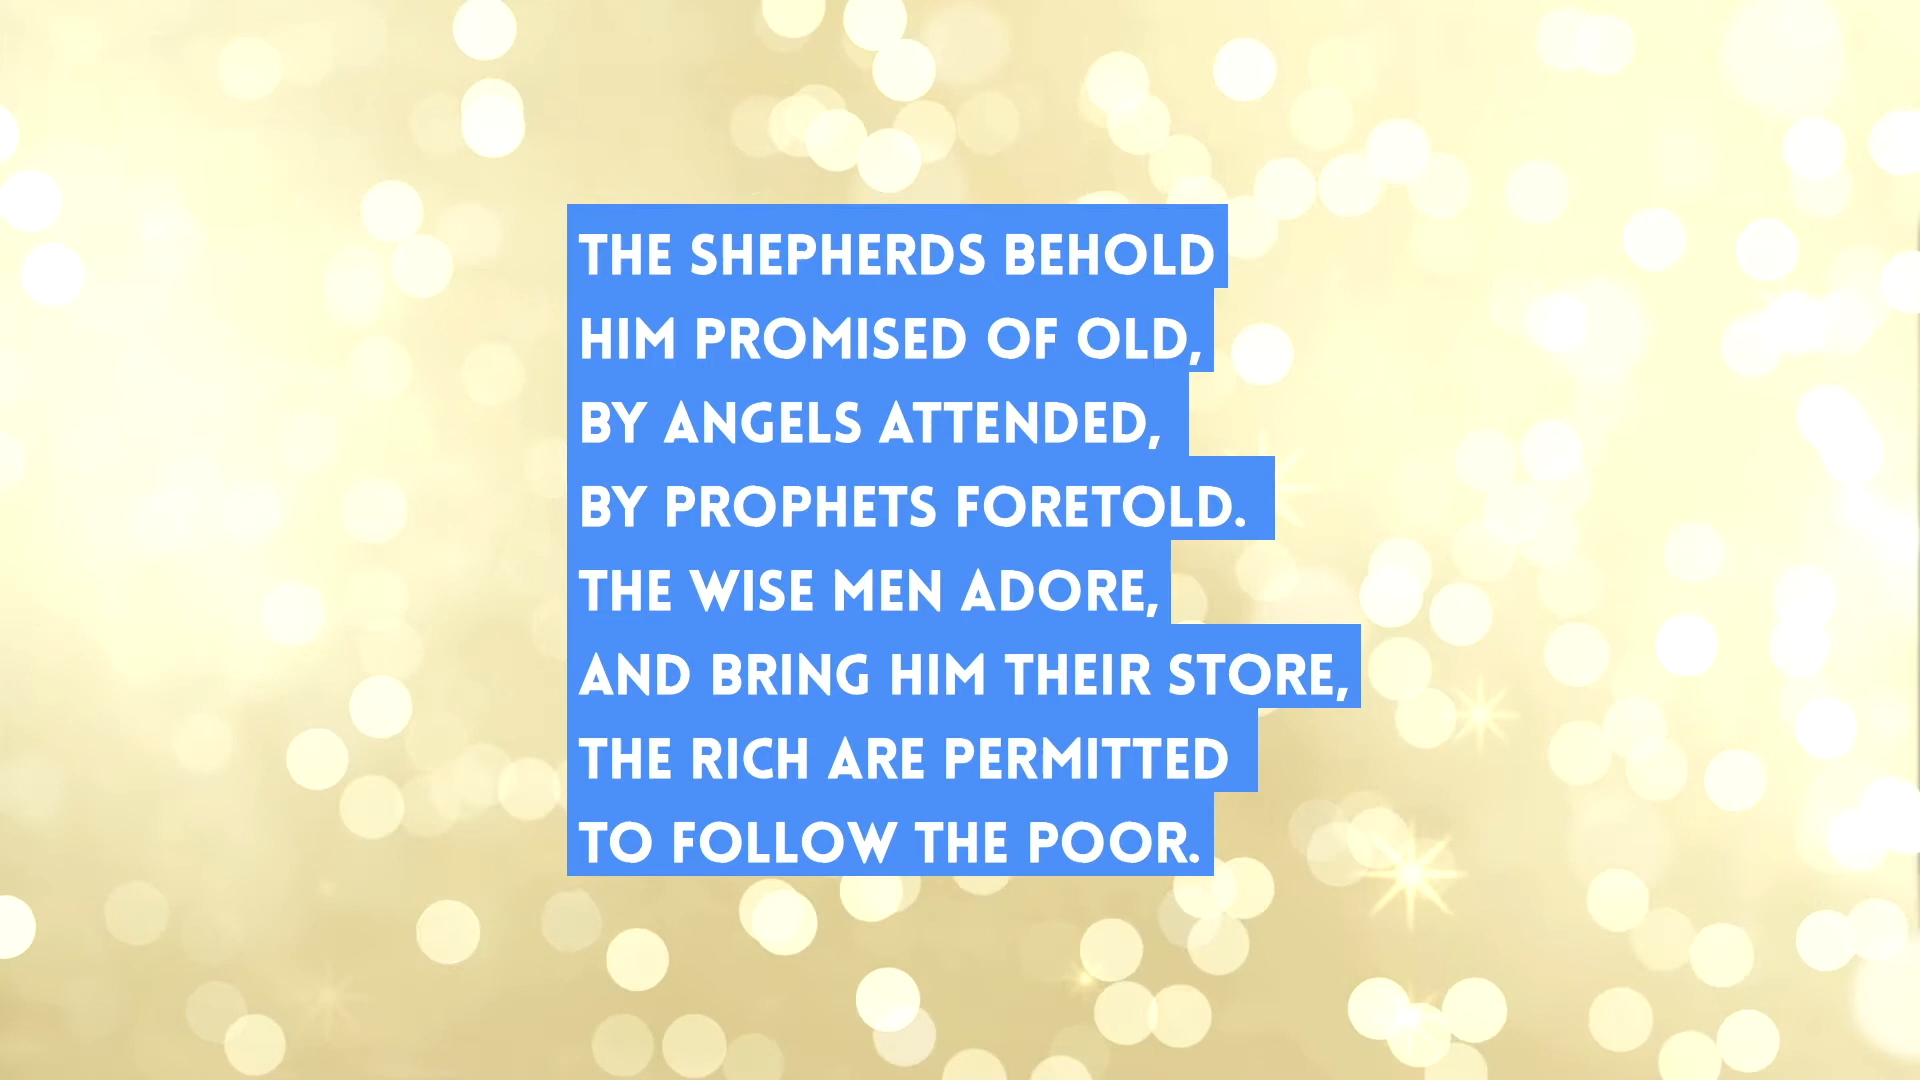 THE SHEPHERDS BEHOLD
HIM PROMISED OF OLD,
BY ANGELS ATTENDED,
BY PROPHETS FORETOLD.
THE WISE MEN ADORE,
AND BRING HIM THEIR STORE,
THE RICH ARE PERMITTED
TO FOLLOW THE POOR.